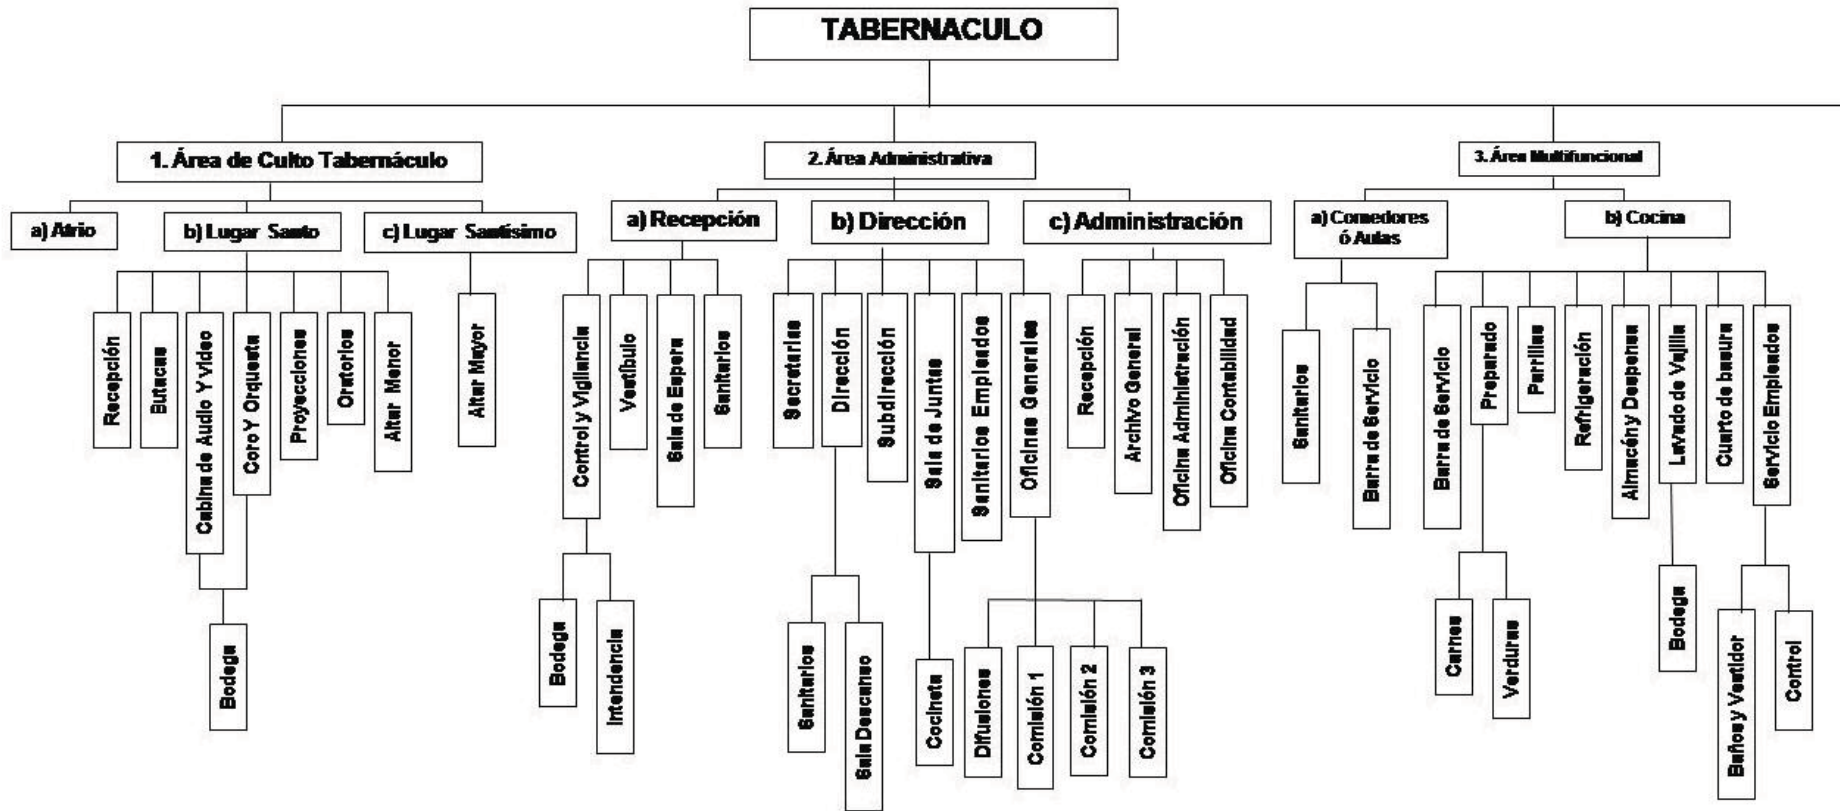 TABERNACULO
1. Área de Culto Tabernáculo
2. Área Administrativa
3. Área Multifuncional
a) Atrio
b) Lugar Santo
c) Lugar Santísimo
a) Recepción
b) Dirección
c) Administración
a) Comedores
ó Aulas
b) Cocina
Recepción
Butacas
Cabina de Audio Y video
Coro Y Orquesta
Proyecciones
Oratorios
Altar Menor
Altar Mayor
Control y Vigilancia
Vestíbulo
Sala de Espera
Sanitarios
Secretarias
Dirección
Subdirección
Sala de Juntas
Sanitarios Empleados
Oficinas Generales
Recepción
Archivo General
Oficina Administración
Oficina Contabilidad
Sanitarios
Barra de Servicio
Barra de Servicio
Preparado
Parrillas
Refrigeración
Almacén y Despensa
Lavado de Vajilla
Cuarto de basura
Servicio Empleados
Bodega
Bodega
Intendencia
Sanitarios
Sala Descanso
Cocineta
Difusiones
Comisión 1
Comisión 2
Comisión 3
Carnes
Verduras
Bodega
Baños y Vestidor
Control